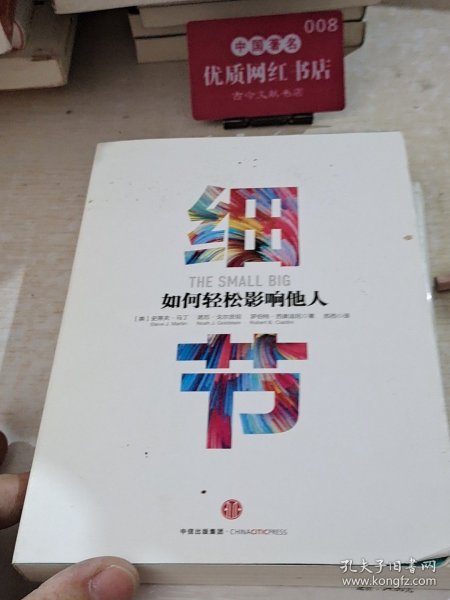 008
中国著名
优质网红书店
古今文献书店
细
THE SMALL BIG
如何轻松影响他人
[美] 史蒂夫·马丁 诺厄·戈尔茨坦 罗伯特·西奥迪尼◎著
Steve J. Martin Noah J. Goldstein Robert B. Cialdini
节
中信出版集团·CHINACITICPRESS
孔夫子旧书网
www.kongfz.com